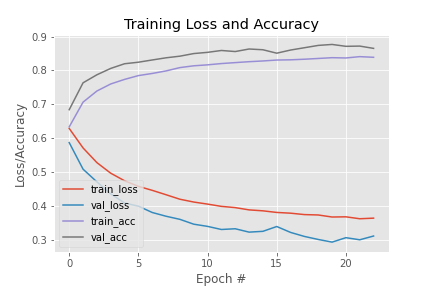 Training Loss and Accuracy
0.9
0.8
0.7
0.6
0.5
0.4
0.3
Loss/Accuracy
train_loss
val_loss
train_acc
val_acc
0 5 10 15 20
Epoch #